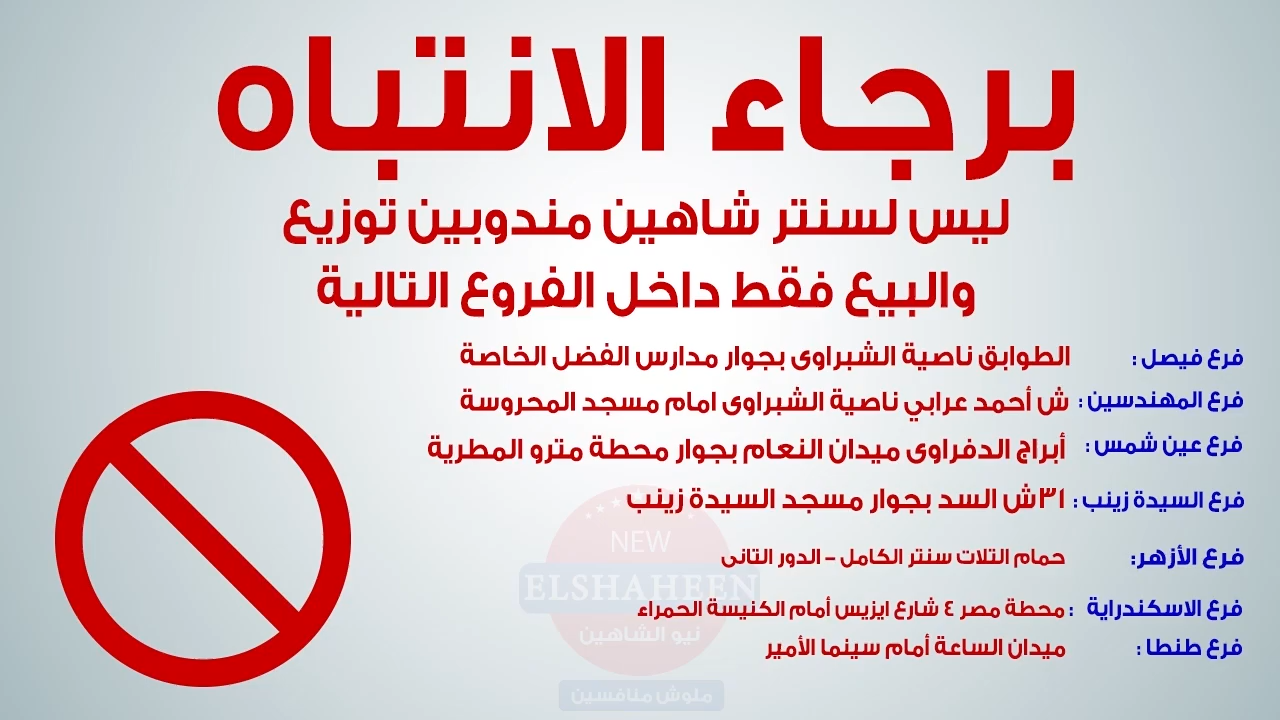 برجاء الانتباه
ليس لسنتر شاهين مندوبين توزيع
والبيع فقط داخل الفروع التالية
فرع فيصل : الطوابق ناصية الشبراوى بجوار مدارس الفضل الخاصة
فرع المهندسين : ش أحمد عرابي ناصية الشبراوى امام مسجد المحروسة
فرع عين شمس : أبراج الدفراوى ميدان النعام بجوار محطة مترو المطرية
فرع السيدة زينب : ٣١ش السد بجوار مسجد السيدة زينب
فرع الأزهر: حمام التلات سنتر الكامل - الدور التانى
فرع الاسكندراية : محطة مصر ٤ شارع ايزيس أمام الكنيسة الحمراء
فرع طنطا : ميدان الساعة أمام سينما الأمير
NEW
ELSHAHEEN
نيو الشاهين
ملوش منافسين